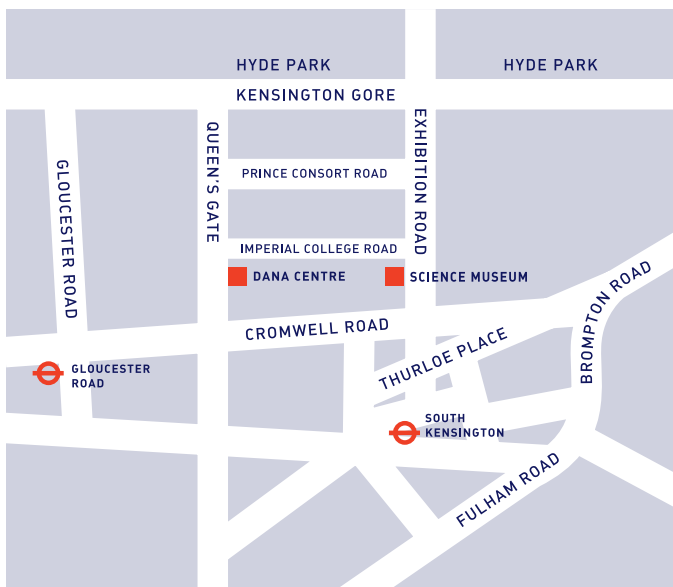 HYDE PARK
HYDE PARK
KENSINGTON GORE
QUEEN'S GATE
EXHIBITION ROAD
GLOUCESTER ROAD
PRINCE CONSORT ROAD
IMPERIAL COLLEGE ROAD
DANA CENTRE
SCIENCE MUSEUM
BROMPTON ROAD
CROMWELL ROAD
THURLOE PLACE
GLOUCESTER
ROAD
SOUTH
KENSINGTON
FULHAM ROAD